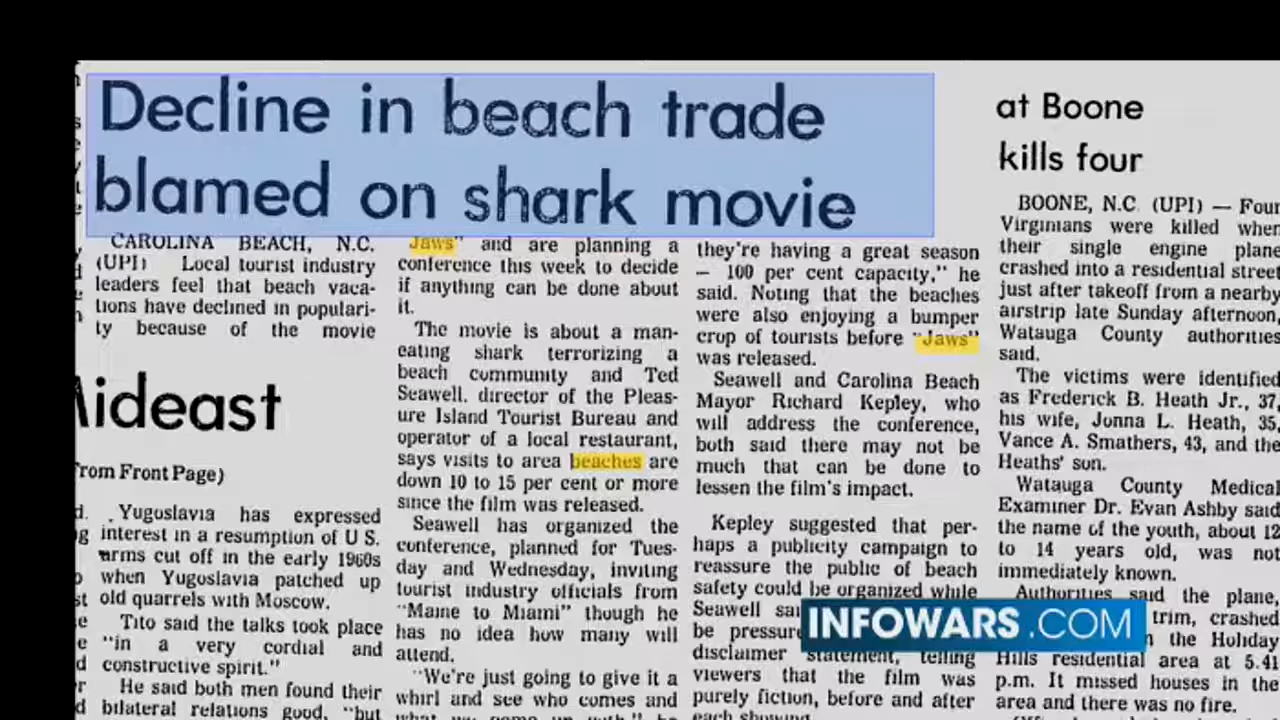 Decline in beach trade
blamed on shark movie
CAROLINA BEACH, N.C.
(UPI) Local tourist industry
leaders feel that beach vaca-
tions have declined in populari-
ty because of the movie
Mideast
From Front Page)
Yugoslavia has expressed
interest in a resumption of U S.
arms cut off in the early 1960s
when Yugoslavia patched up
old quarrels with Moscow.
Tito said the talks took place
"in a very cordial and
constructive spirit."
He said both men found their
bilateral relations good, "but
Jaws" and are planning a
conference this week to decide
if anything can be done about
it.
The movie is about a man-
eating shark terrorizing a
beach community and Ted
Seawell, director of the Pleas-
ure Island Tourist Bureau and
operator of a local restaurant,
says visits to area beaches are
down 10 to 15 per cent or more
since the film was released.
Seawell has organized the
conference, planned for Tues-
day and Wednesday, inviting
tourist industry officials from
"Maine to Miami" though he
has no idea how many will
attend.
"We're just going to give it a
whirl and see who comes and
they're having a great season
— 100 per cent capacity," he
said. Noting that the beaches
were also enjoying a bumper
crop of tourists before "Jaws"
was released.
Seawell and Carolina Beach
Mayor Richard Kepley, who
will address the conference,
both said there may not be
much that can be done to
lessen the film's impact.
Kepley suggested that per-
haps a publicity campaign to
reassure the public of beach
safety could be organized while
Seawell sai
be pressure
disclaimer statement, telling
viewers that the film was
purely fiction, before and after
each showing
at Boone
kills four
BOONE, N.C. (UPI) — Four
Virginians were killed when
their single engine plane
crashed into a residential street
just after takeoff from a nearby
airstrip late Sunday afternoon,
Watauga County authorities
said.
The victims were identified
as Frederick B. Heath Jr., 37,
his wife, Jonna L. Heath, 35,
Vance A. Smathers, 43, and the
Heaths' son.
Watauga County Medical
Examiner Dr. Evan Ashby said
the name of the youth, about 12
to 14 years old, was not
immediately known.
Authorities said the plane,
trim, crashed
the Holiday
Hills residential area at 5.41
p.m. It missed houses in the
area and there was no fire.
INFOWARS.COM